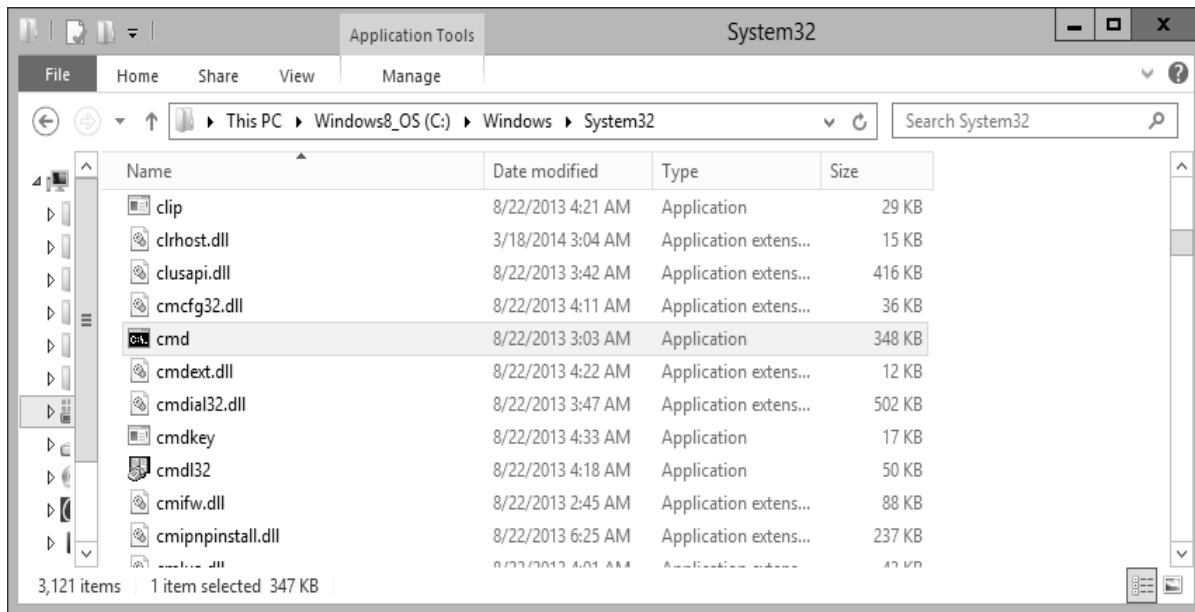 Application Tools System32
File Home Share View Manage
This PC Windows8_OS (C:) Windows System32 Search System32
Name Date modified Type Size
clip 8/22/2013 4:21 AM Application 29 KB
clrhost.dll 3/18/2014 3:04 AM Application extens... 15 KB
clusapi.dll 8/22/2013 3:42 AM Application extens... 416 KB
cmcfg32.dll 8/22/2013 4:11 AM Application extens... 36 KB
cmd 8/22/2013 3:03 AM Application 348 KB
cmdext.dll 8/22/2013 4:22 AM Application extens... 12 KB
cmdial32.dll 8/22/2013 3:47 AM Application extens... 502 KB
cmdkey 8/22/2013 4:33 AM Application 17 KB
cmdl32 8/22/2013 4:18 AM Application 50 KB
cmifw.dll 8/22/2013 2:45 AM Application extens... 88 KB
cmipnpinstall.dll 8/22/2013 6:25 AM Application extens... 237 KB
3,121 items 1 item selected 347 KB